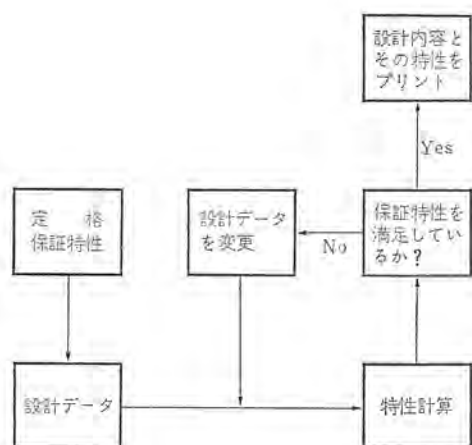 設計内容と
その特性を
プリント
Yes
定 格
保証特性
設計データ
を変更
No
保証特性を
満足してい
るか?
設計データ
特性計算